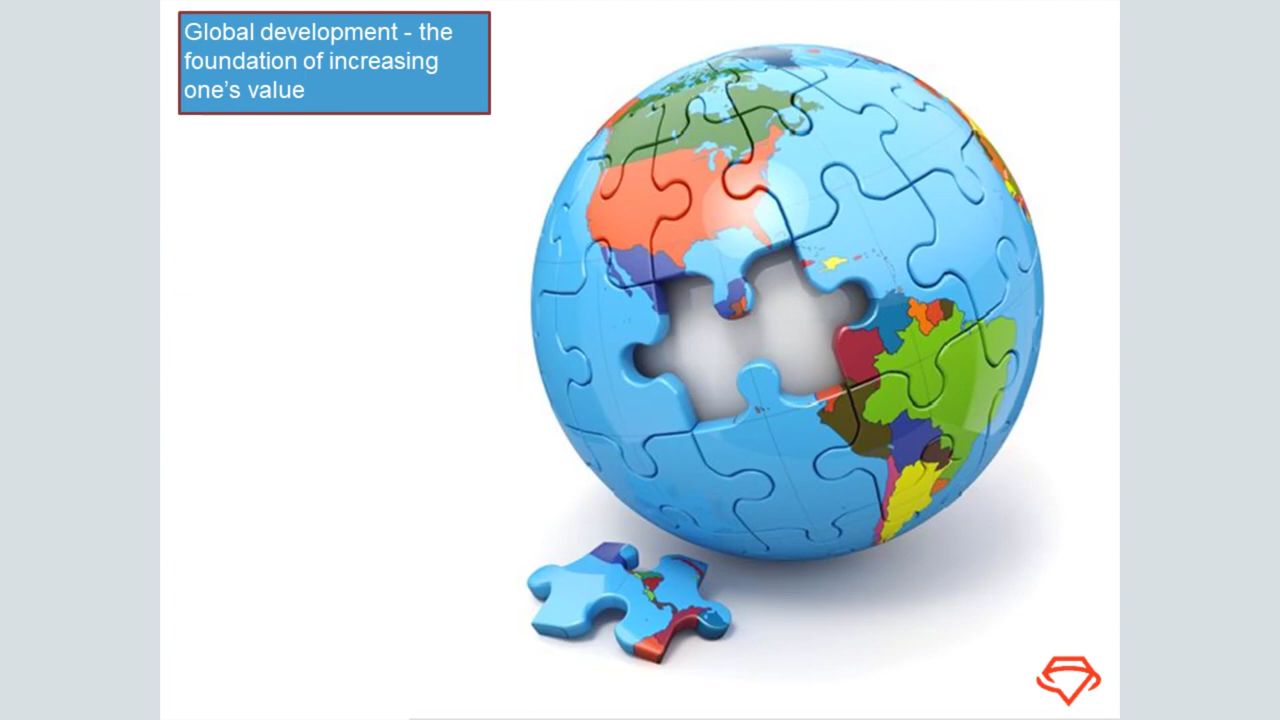 Global development - the
foundation of increasing
one's value